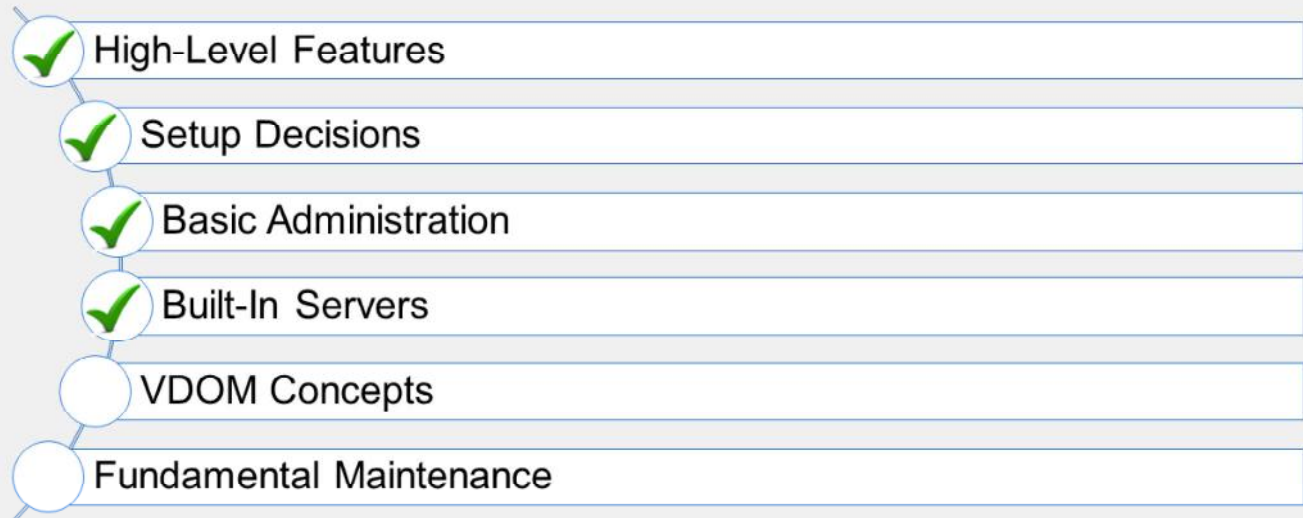 High-Level Features
Setup Decisions
Basic Administration
Built-In Servers
VDOM Concepts
Fundamental Maintenance